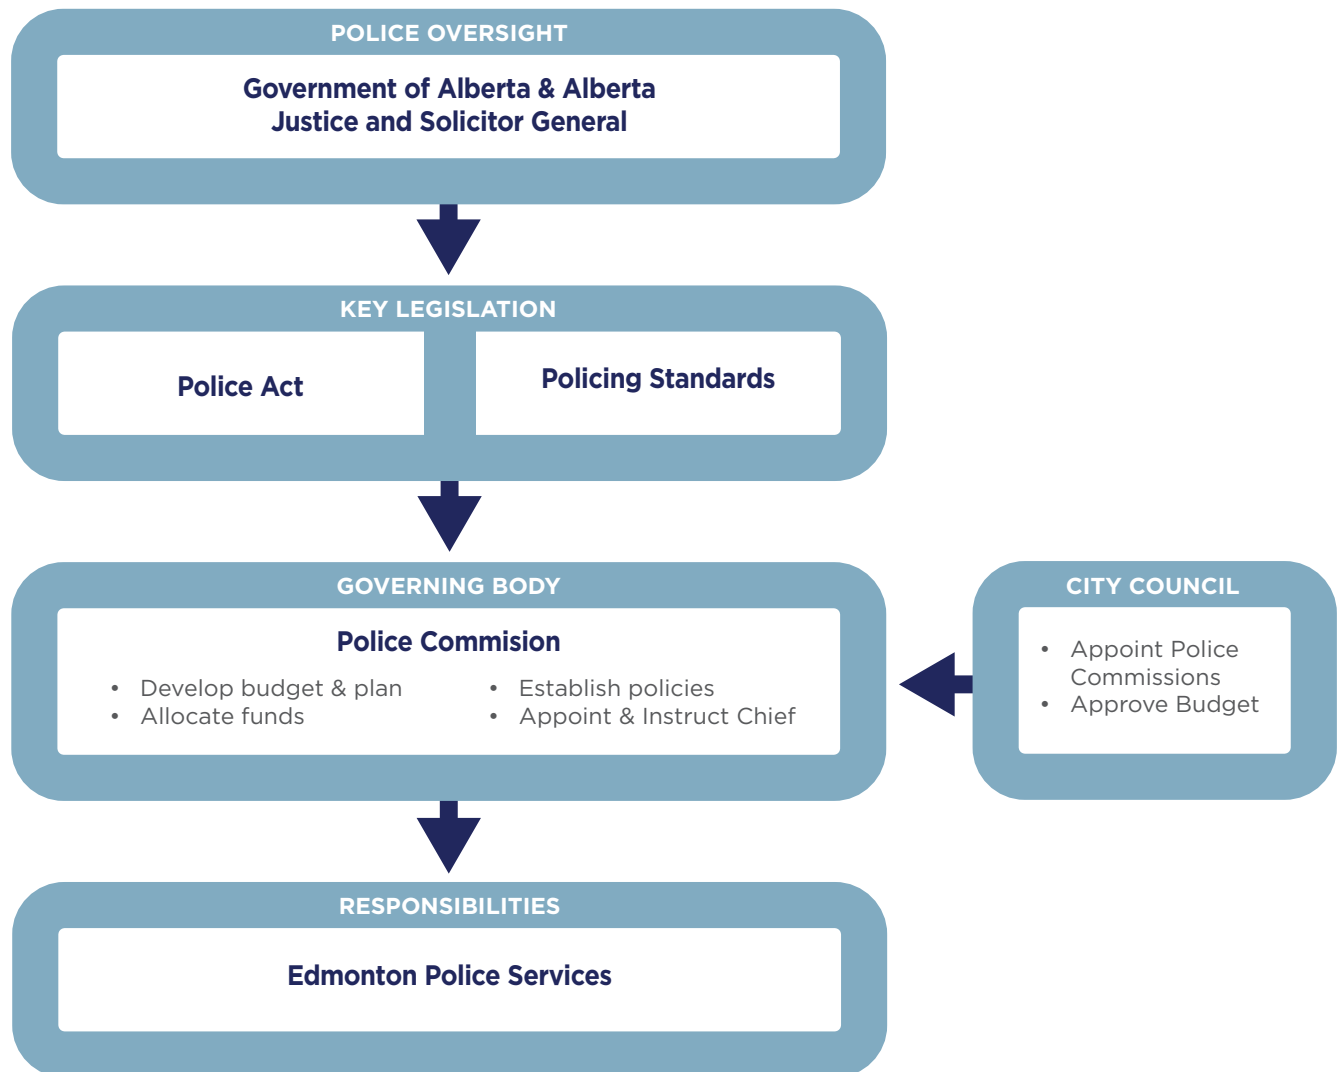 POLICE OVERSIGHT
Government of Alberta & Alberta
Justice and Solicitor General
KEY LEGISLATION
Police Act
Policing Standards
GOVERNING BODY
Police Commision
• Develop budget & plan
• Allocate funds
• Establish policies
• Appoint & Instruct Chief
CITY COUNCIL
• Appoint Police
Commissions
• Approve Budget
RESPONSIBILITIES
Edmonton Police Services